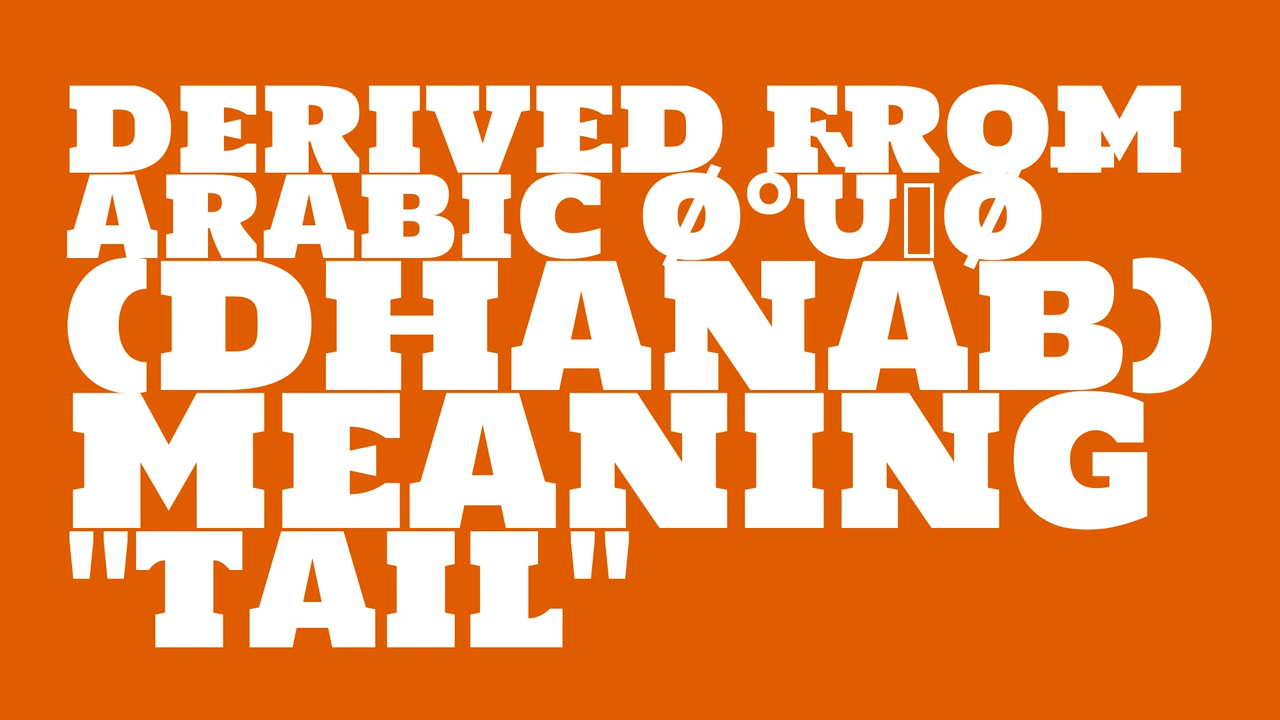 DERIVED FROM
ARABIC Ø°Ù▯Ø¨
(DHANAB)
MEANING
"TAIL"